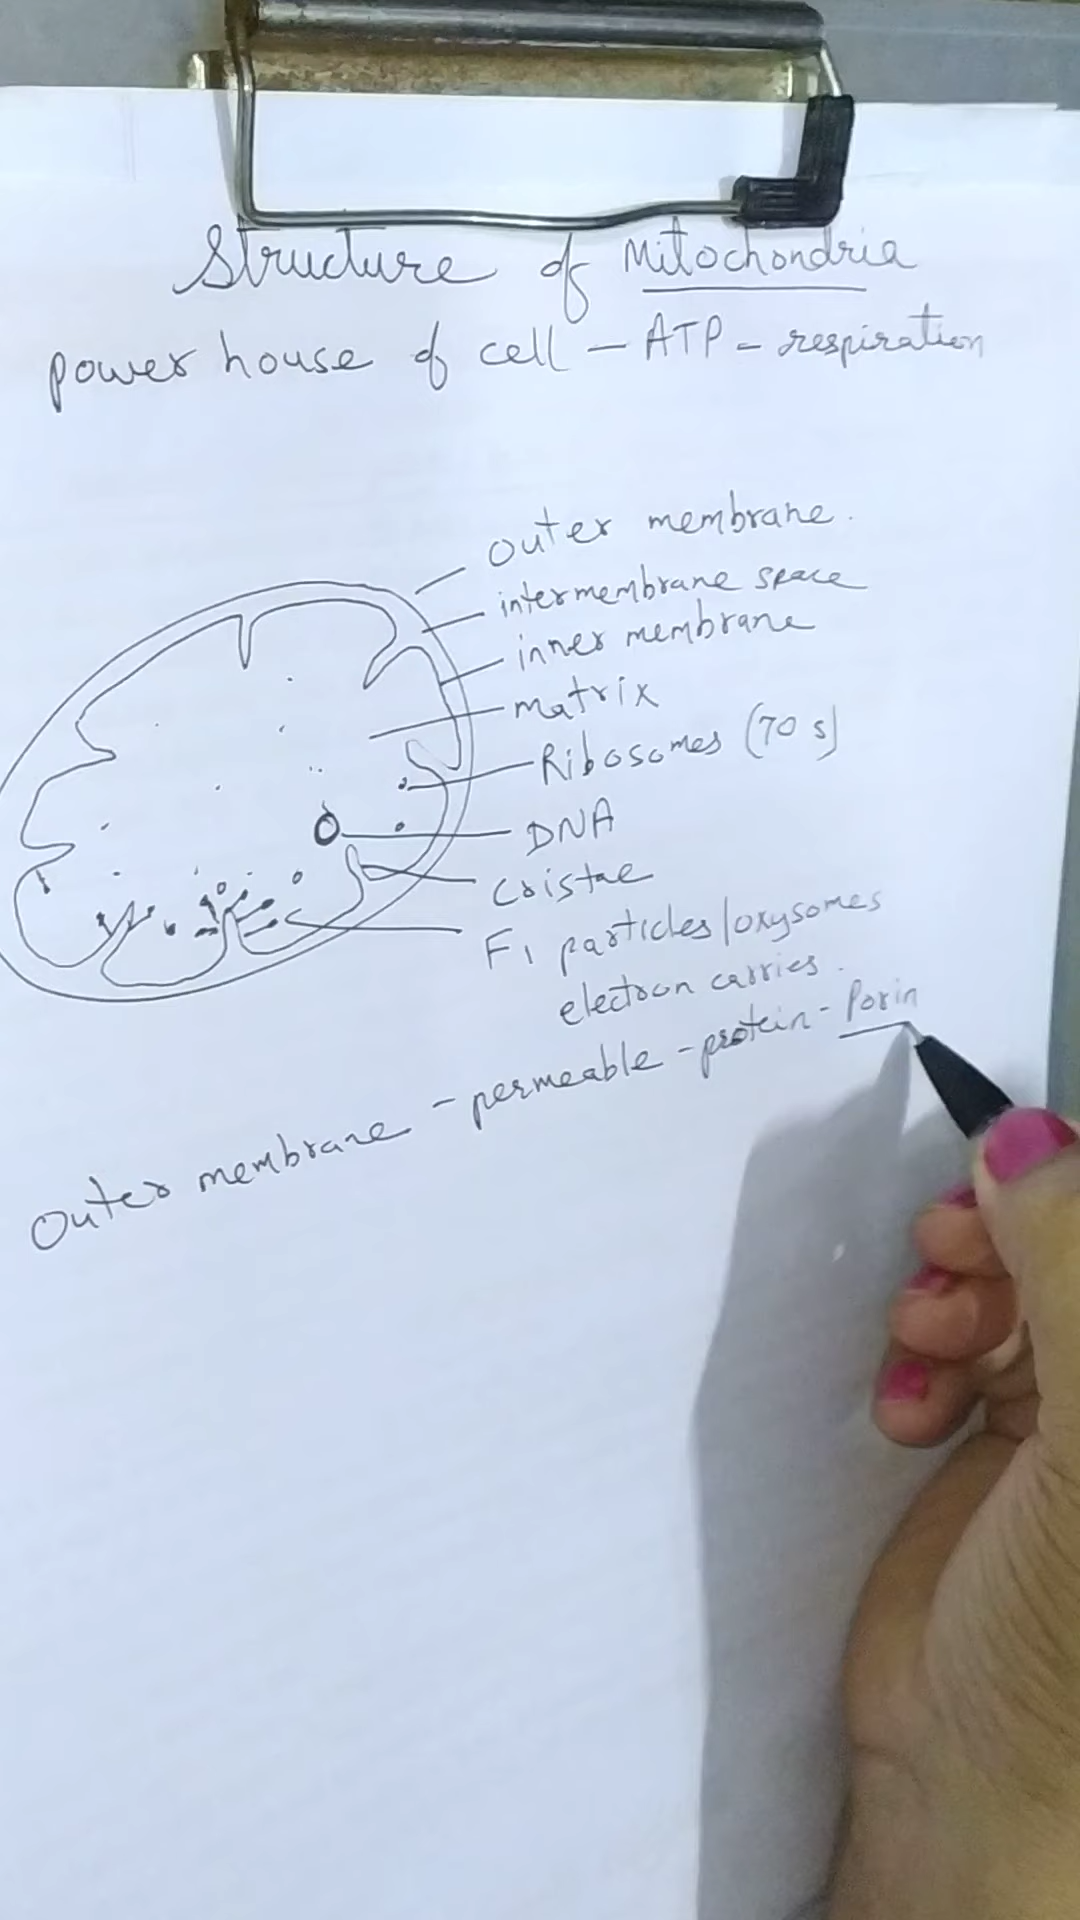 Structure of Mitochondria
power house of cell - ATP - respiration
outer membrane.
intermembrane space
inner membrane
matrix
Ribosomes (70 s)
DNA
Cristae
F1 particles/oxysomes
electron carries.
outer membrane - permeable - protein - Porin